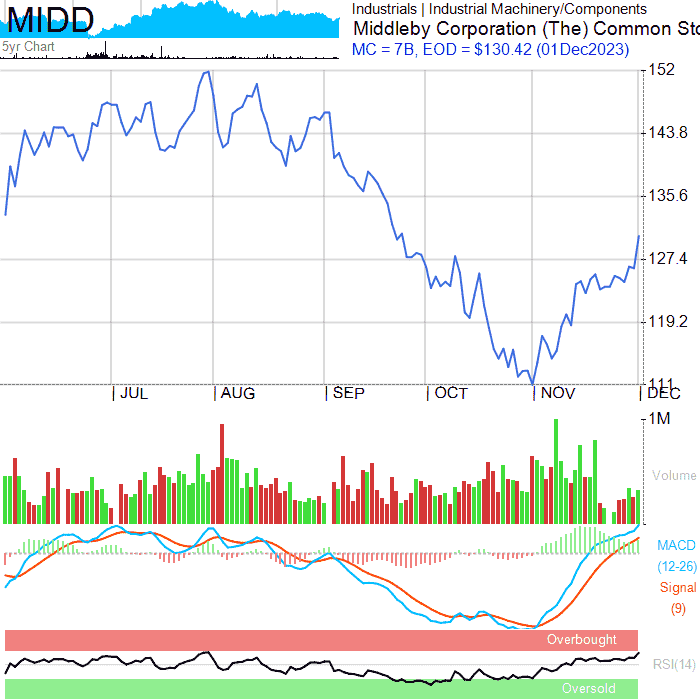 MIDD
Industrials | Industrial Machinery/Components
Middleby Corporation (The) Common Sto
5yr Chart
MC = 7B, EOD = $130.42 (01Dec2023)
152
143.8
135.6
127.4
119.2
111
JUL AUG SEP OCT NOV DEC
1M
Volume
MACD
(12-26)
Signal
(9)
Overbought
RSI(14)
Oversold